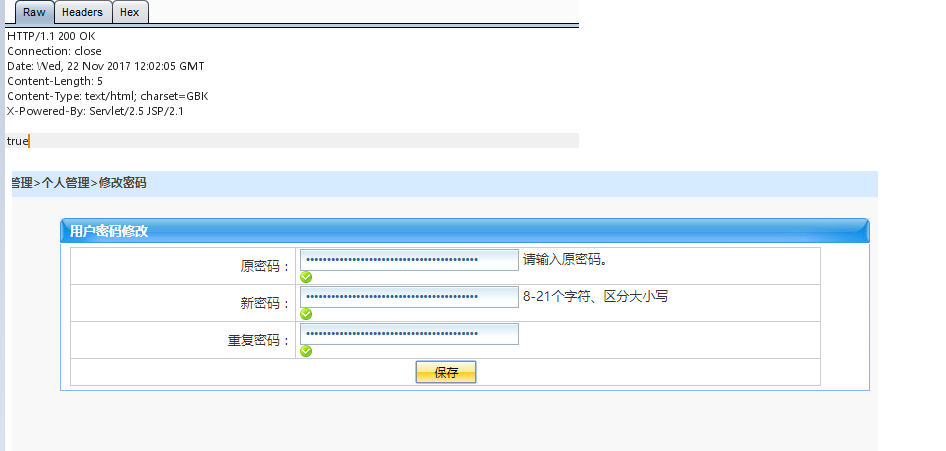 Raw Headers Hex
HTTP/1.1 200 OK
Connection: close
Date: Wed, 22 Nov 2017 12:02:05 GMT
Content-Length: 5
Content-Type: text/html; charset=GBK
X-Powered-By: Servlet/2.5 JSP/2.1
true
管理>个人管理>修改密码
用户密码修改
原密码： 请输入原密码。
新密码： 8-21个字符、区分大小写
重复密码：
保存